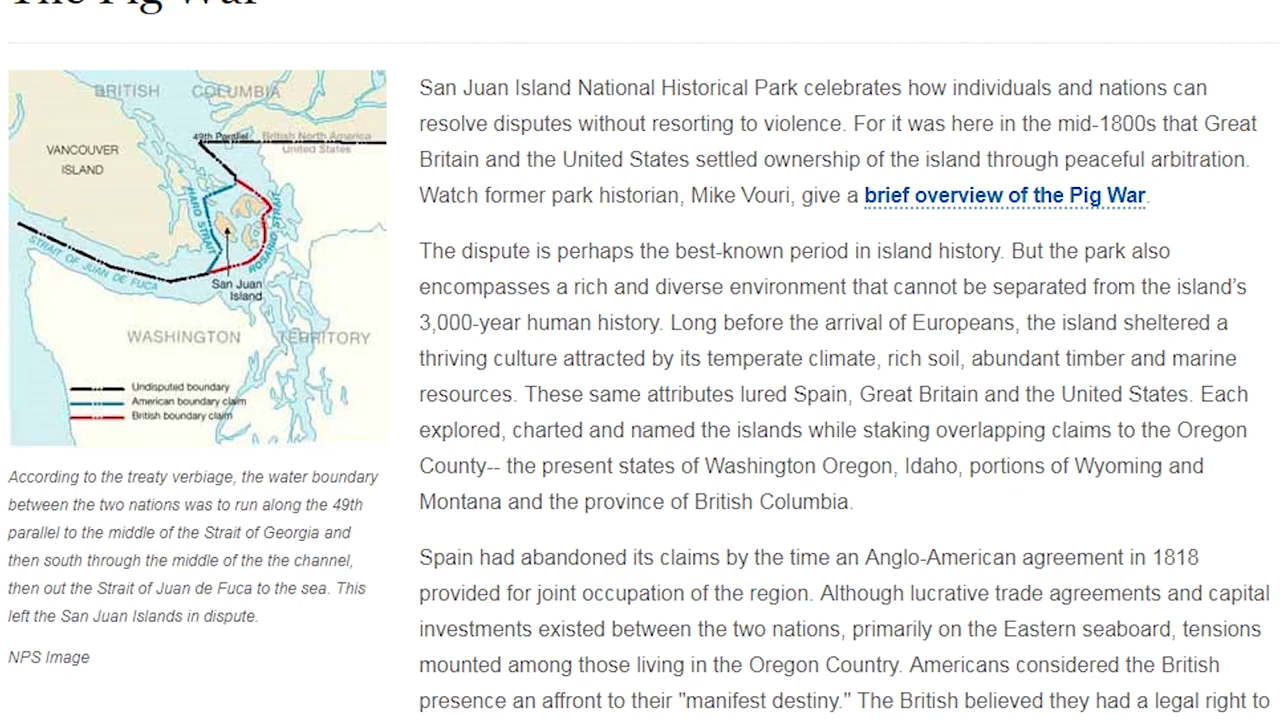 The Pig War
BRITISH COLUMBIA
49th Parallel British North America
United States
VANCOUVER
ISLAND
HARO STRAIT
ROSARIO STRAIT
STRAIT OF JUAN DE FUCA
San Juan
Island
WASHINGTON TERRITORY
Undisputed boundary
American boundary claim
British boundary claim
According to the treaty verbiage, the water boundary
between the two nations was to run along the 49th
parallel to the middle of the Strait of Georgia and
then south through the middle of the the channel,
then out the Strait of Juan de Fuca to the sea. This
left the San Juan Islands in dispute.
NPS Image
San Juan Island National Historical Park celebrates how individuals and nations can
resolve disputes without resorting to violence. For it was here in the mid-1800s that Great
Britain and the United States settled ownership of the island through peaceful arbitration.
Watch former park historian, Mike Vouri, give a brief overview of the Pig War.
The dispute is perhaps the best-known period in island history. But the park also
encompasses a rich and diverse environment that cannot be separated from the island’s
3,000-year human history. Long before the arrival of Europeans, the island sheltered a
thriving culture attracted by its temperate climate, rich soil, abundant timber and marine
resources. These same attributes lured Spain, Great Britain and the United States. Each
explored, charted and named the islands while staking overlapping claims to the Oregon
County-- the present states of Washington Oregon, Idaho, portions of Wyoming and
Montana and the province of British Columbia.
Spain had abandoned its claims by the time an Anglo-American agreement in 1818
provided for joint occupation of the region. Although lucrative trade agreements and capital
investments existed between the two nations, primarily on the Eastern seaboard, tensions
mounted among those living in the Oregon Country. Americans considered the British
presence an affront to their "manifest destiny." The British believed they had a legal right to